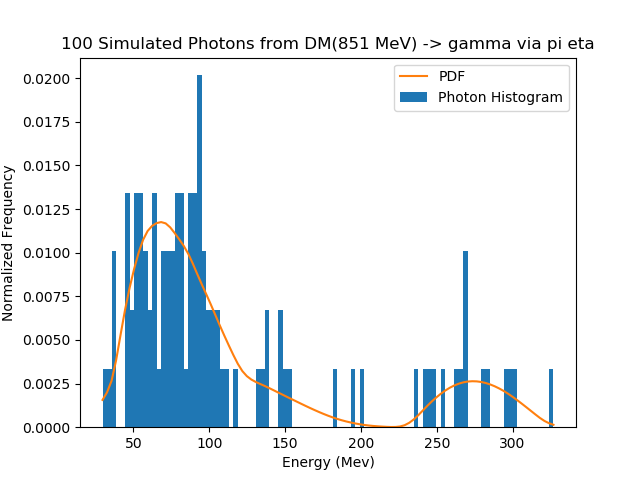 100 Simulated Photons from DM(851 MeV) -> gamma via pi eta
PDF
Photon Histogram
Normalized Frequency
0.0200
0.0175
0.0150
0.0125
0.0100
0.0075
0.0050
0.0025
0.0000
50 100 150 200 250 300
Energy (Mev)